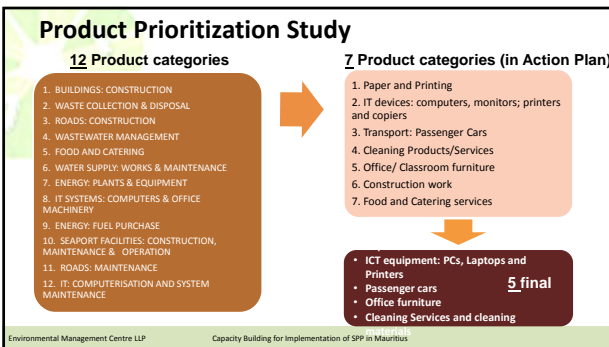 Product Prioritization Study
12 Product categories
1. BUILDINGS: CONSTRUCTION
2. WASTE COLLECTION & DISPOSAL
3. ROADS: CONSTRUCTION
4. WASTEWATER MANAGEMENT
5. FOOD AND CATERING
6. WATER SUPPLY: WORKS & MAINTENANCE
7. ENERGY: PLANTS & EQUIPMENT
8. IT SYSTEMS: COMPUTERS & OFFICE
MACHINERY
9. ENERGY: FUEL PURCHASE
10. SEAPORT FACILITIES: CONSTRUCTION,
MAINTENANCE & OPERATION
11. ROADS: MAINTENANCE
12. IT: COMPUTERISATION AND SYSTEM
MAINTENANCE
7 Product categories (in Action Plan)
1. Paper and Printing
2. IT devices: computers, monitors; printers
and copiers
3. Transport: Passenger Cars
4. Cleaning Products/Services
5. Office/ Classroom furniture
6. Construction work
7. Food and Catering services
• ICT equipment: PCs, Laptops and
Printers
• Passenger cars
• Office furniture
• Cleaning Services and cleaning
materials
5 final
Environmental Management Centre LLP
Capacity Building for Implementation of SPP in Mauritius